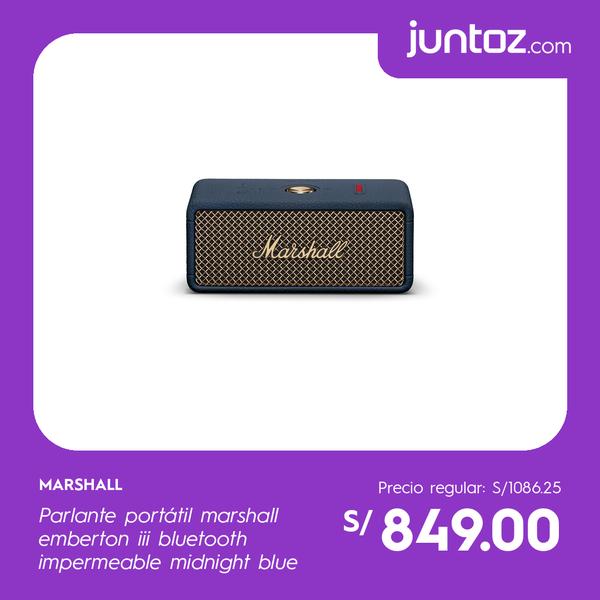 juntoz.com
Marshall
MARSHALL
Parlante portátil marshall
emberton iii bluetooth
impermeable midnight blue
Precio regular: S/1086.25
S/849.00